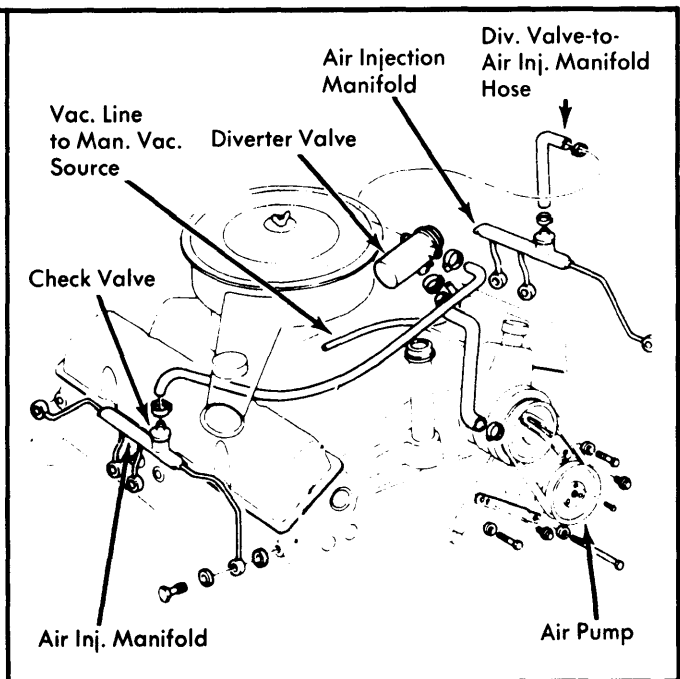 Div. Valve-to-
Air Inj. Manifold
Hose
Air Injection
Manifold
Vac. Line
to Man. Vac.
Source
Diverter Valve
Check Valve
Air Inj. Manifold
Air Pump